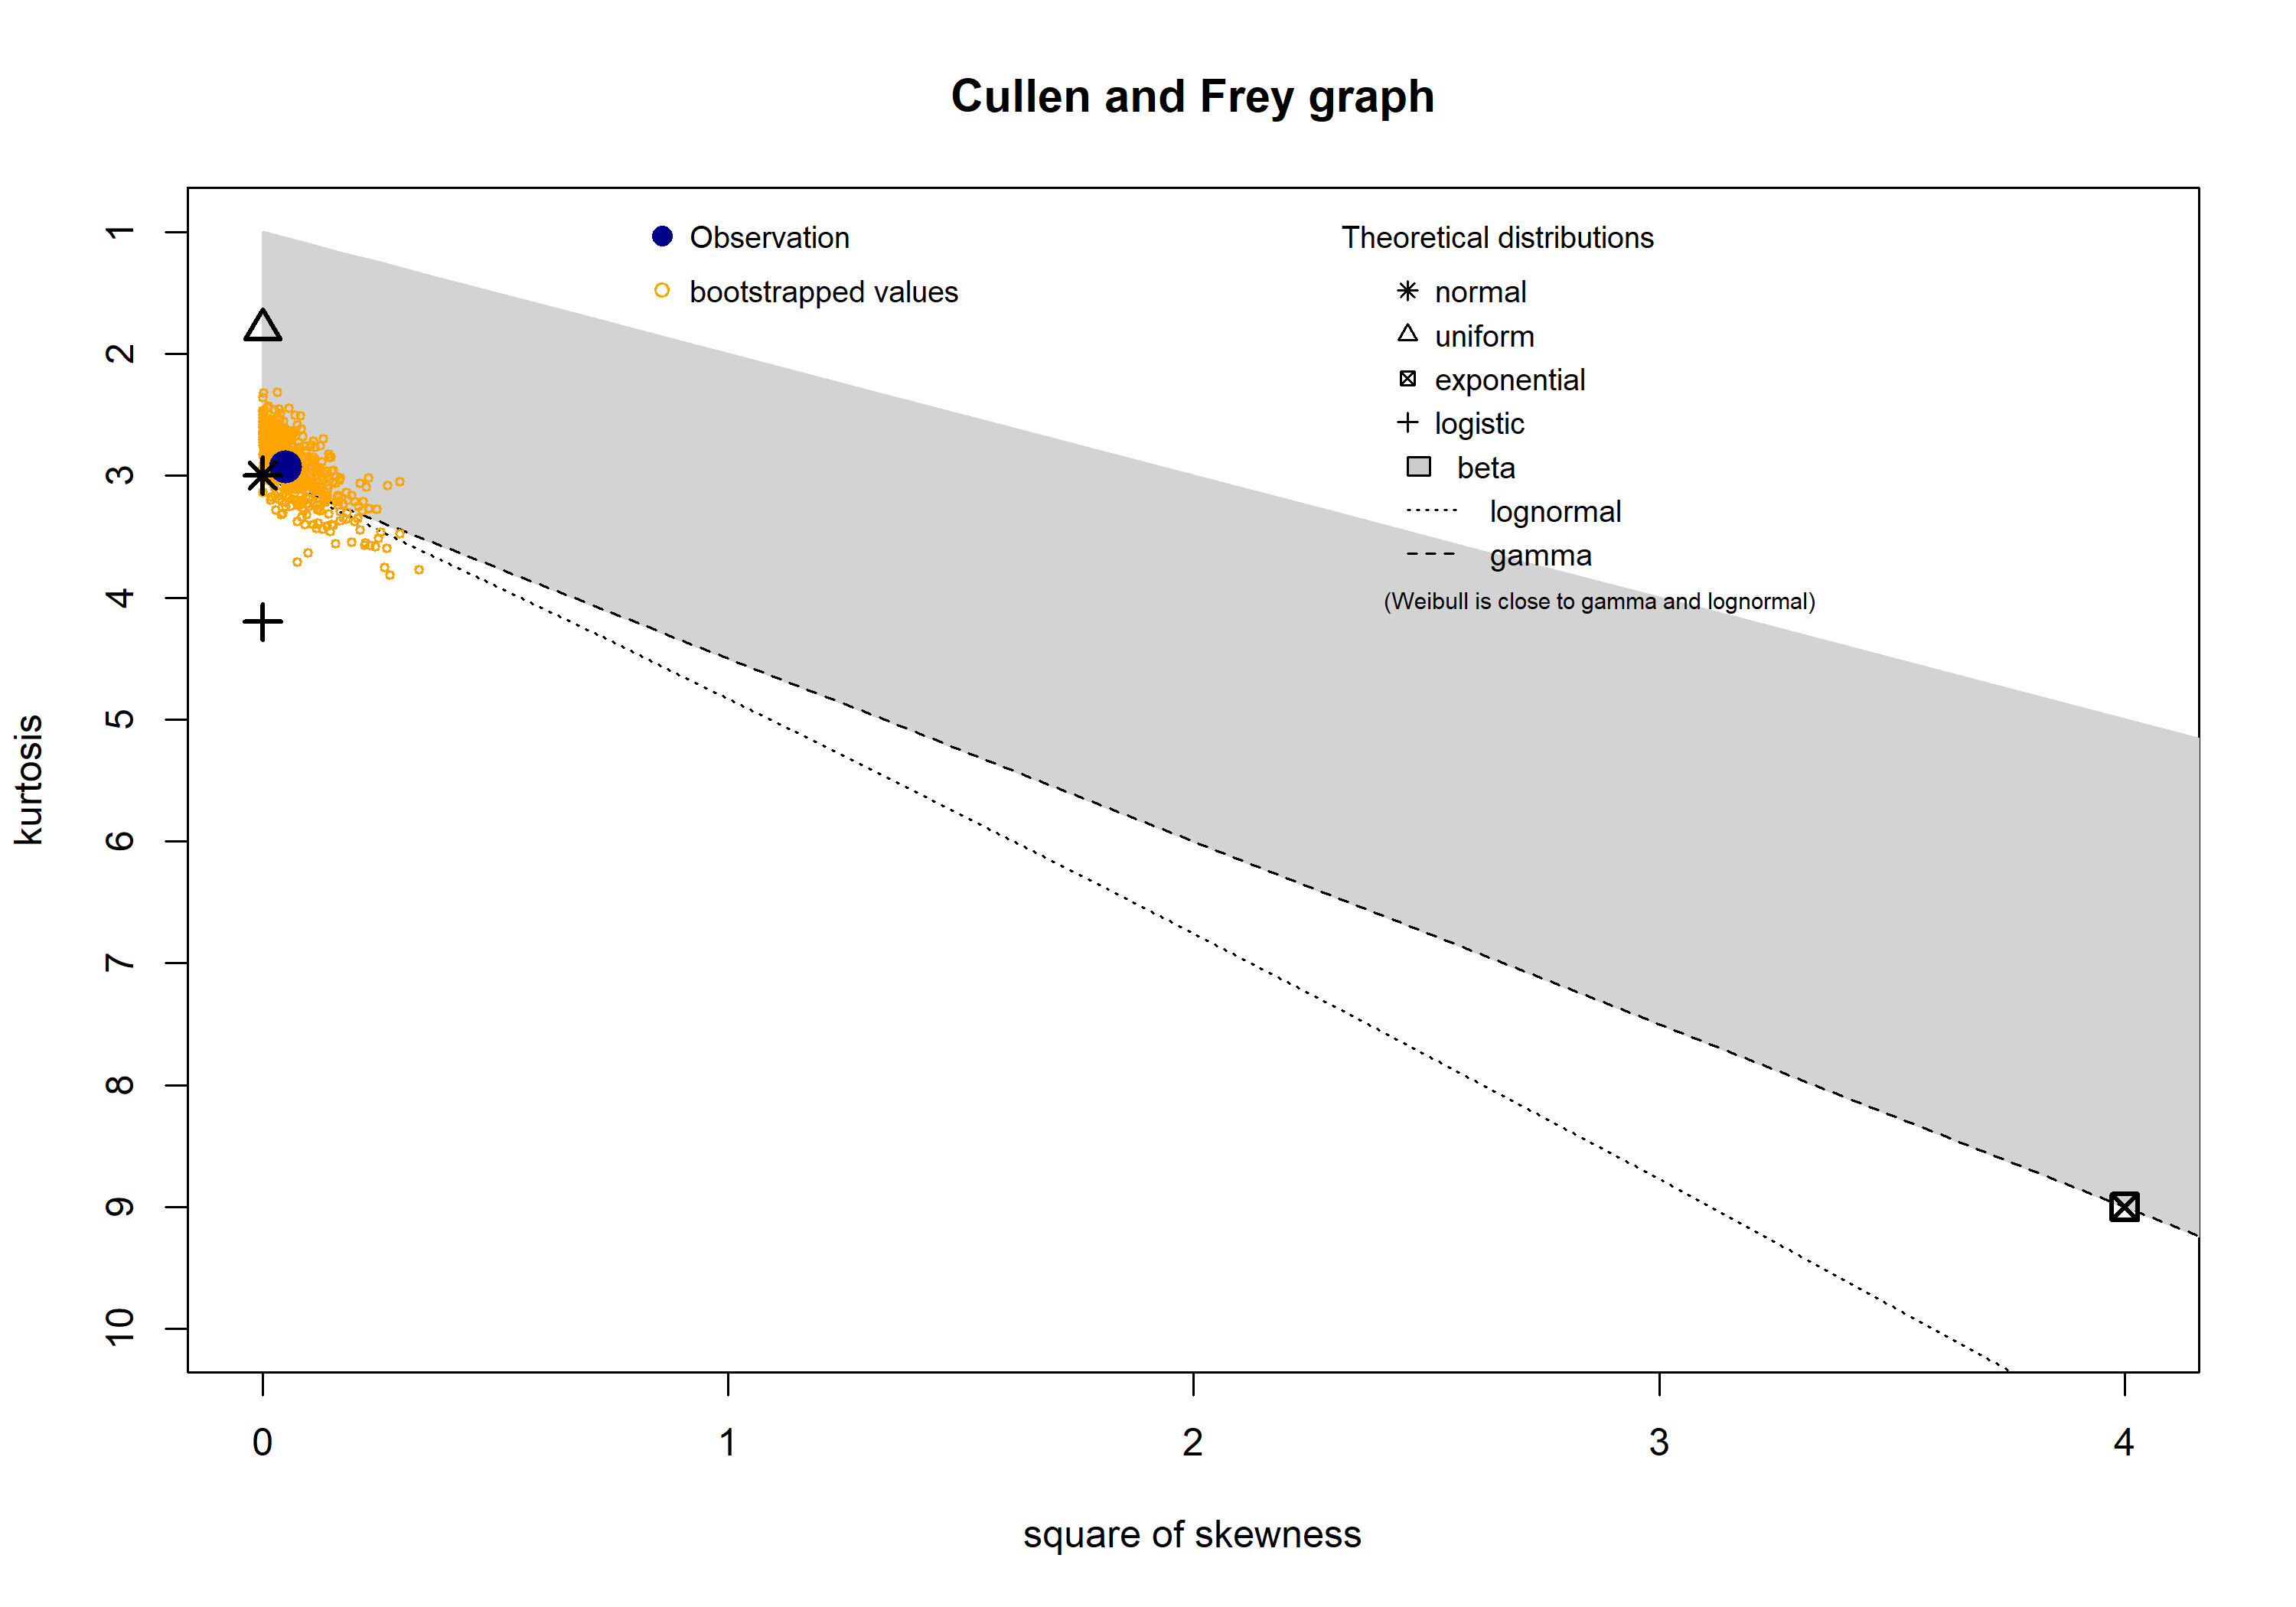 Cullen and Frey graph
Observation
bootstrapped values
Theoretical distributions
normal
uniform
exponential
logistic
beta
lognormal
gamma
(Weibull is close to gamma and lognormal)
kurtosis
1
2
3
4
5
6
7
8
9
10
0 1 2 3 4
square of skewness